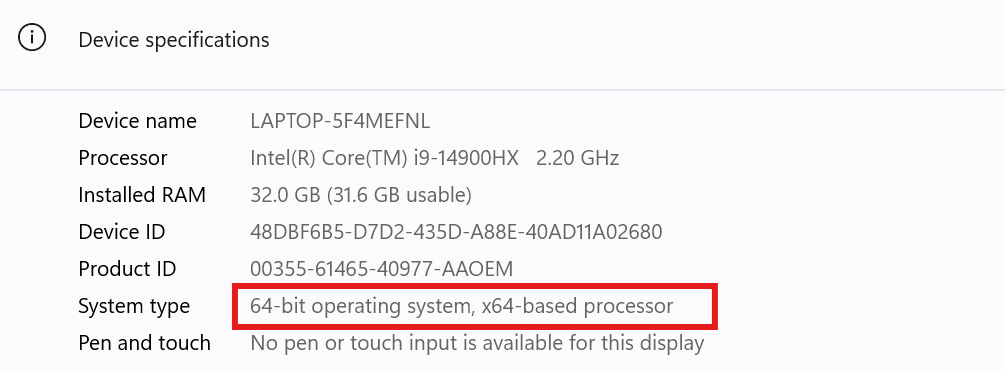 Device specifications
Device name LAPTOP-5F4MEFNL
Processor Intel(R) Core(TM) i9-14900HX 2.20 GHz
Installed RAM 32.0 GB (31.6 GB usable)
Device ID 48DBF6B5-D7D2-435D-A88E-40AD11A02680
Product ID 00355-61465-40977-AAOEM
System type 64-bit operating system, x64-based processor
Pen and touch No pen or touch input is available for this display